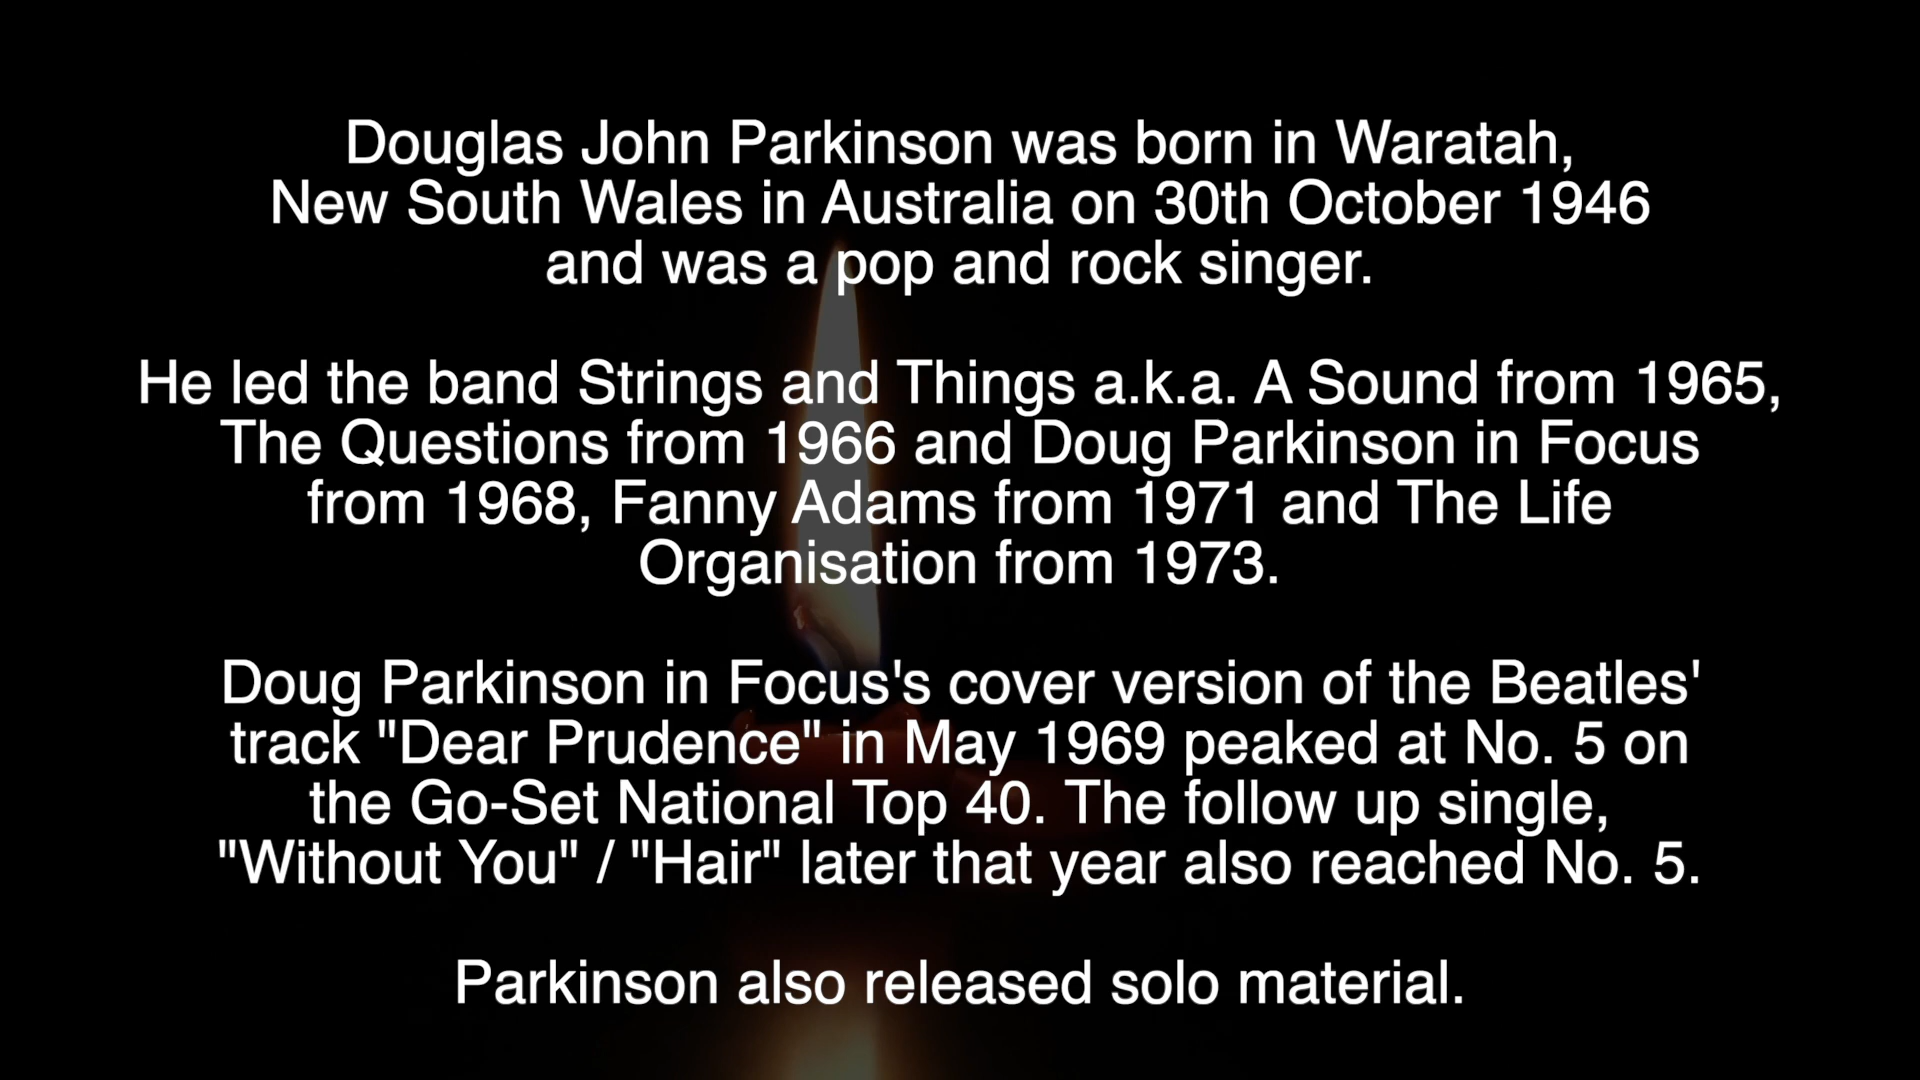 Douglas John Parkinson was born in Waratah,
New South Wales in Australia on 30th October 1946
and was a pop and rock singer.
He led the band Strings and Things a.k.a. A Sound from 1965,
The Questions from 1966 and Doug Parkinson in Focus
from 1968, Fanny Adams from 1971 and The Life
Organisation from 1973.
Doug Parkinson in Focus's cover version of the Beatles'
track "Dear Prudence" in May 1969 peaked at No. 5 on
the Go-Set National Top 40. The follow up single,
"Without You" / "Hair" later that year also reached No. 5.
Parkinson also released solo material.